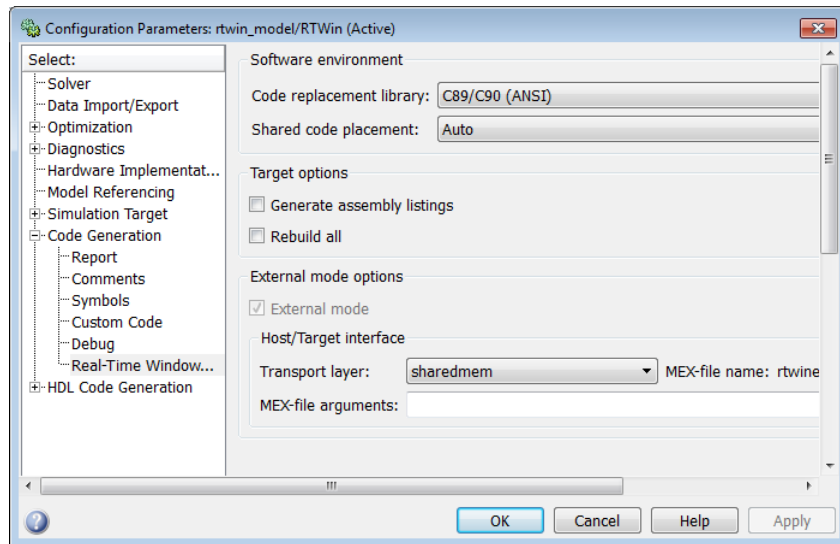 Configuration Parameters: rtwin_model/RTWin (Active)
Select:
Solver
Data Import/Export
Optimization
Diagnostics
Hardware Implementat...
Model Referencing
Simulation Target
Code Generation
Report
Comments
Symbols
Custom Code
Debug
Real-Time Window...
HDL Code Generation
Software environment
Code replacement library: C89/C90 (ANSI)
Shared code placement: Auto
Target options
Generate assembly listings
Rebuild all
External mode options
External mode
Host/Target interface
Transport layer: sharedmem MEX-file name: rtwine
MEX-file arguments:
OK Cancel Help Apply